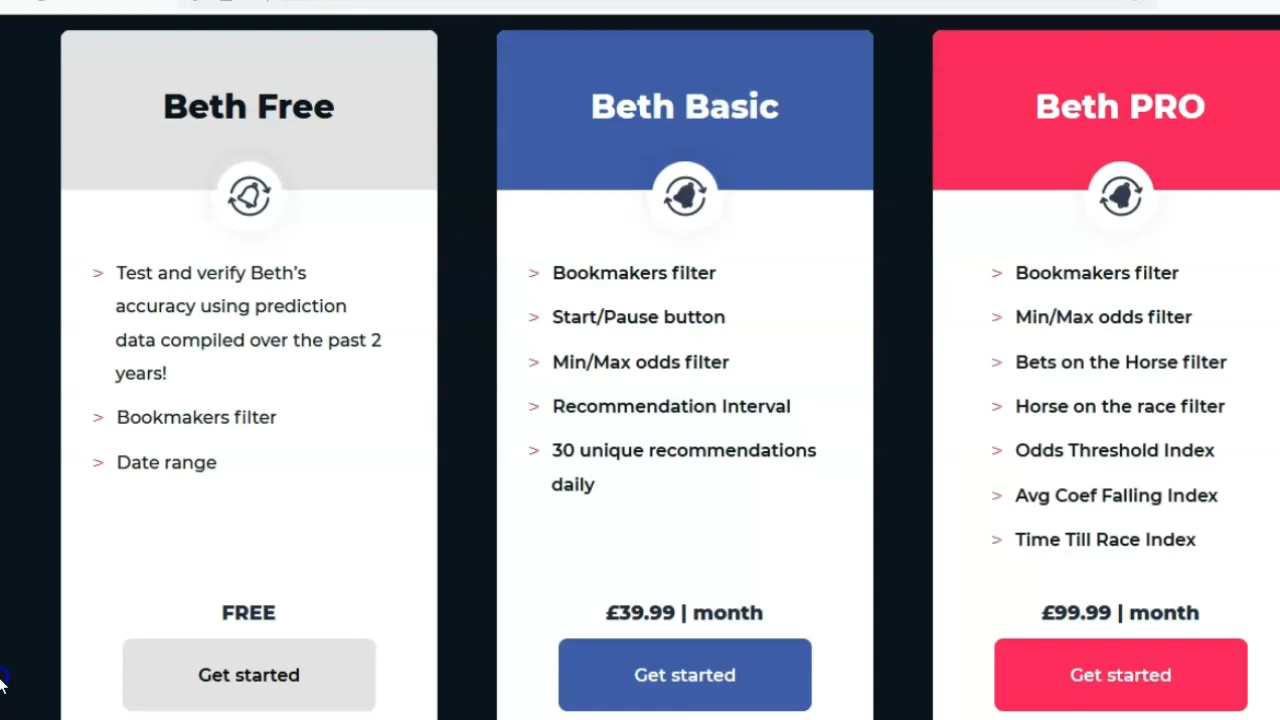 Beth Free
> Test and verify Beth's
accuracy using prediction
data compiled over the past 2
years!
> Bookmakers filter
> Date range
FREE
Get started
Beth Basic
> Bookmakers filter
> Start/Pause button
> Min/Max odds filter
> Recommendation Interval
> 30 unique recommendations
daily
£39.99 | month
Get started
Beth PRO
> Bookmakers filter
> Min/Max odds filter
> Bets on the Horse filter
> Horse on the race filter
> Odds Threshold Index
> Avg Coef Falling Index
> Time Till Race Index
£99.99 | month
Get started